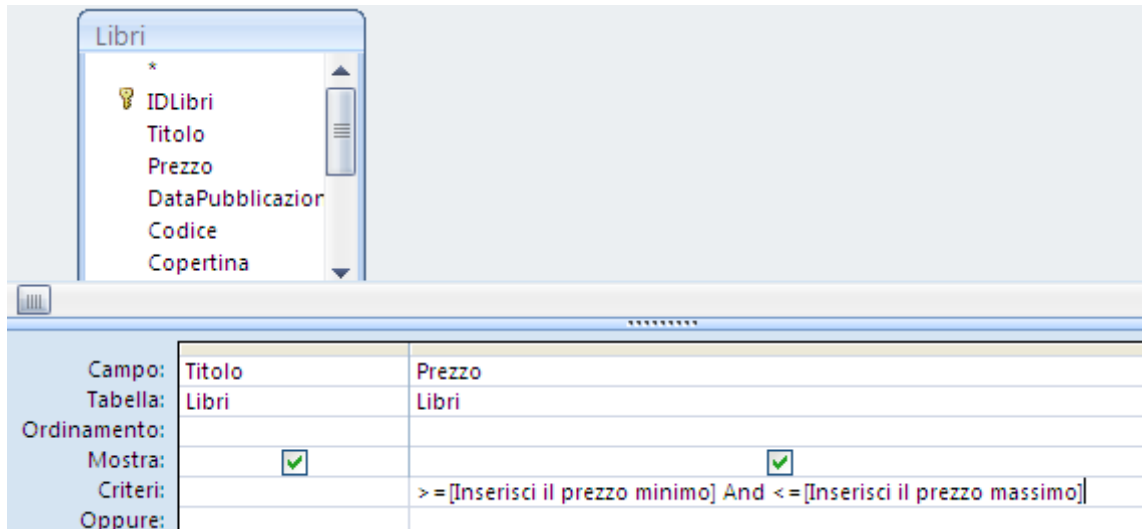 Libri
*
IDLibri
Titolo
Prezzo
DataPubblicazion
Codice
Copertina
Campo: Titolo Prezzo
Tabella: Libri Libri
Ordinamento:
Mostra:
Criteri: >=[Inserisci il prezzo minimo] And <=[Inserisci il prezzo massimo]
Oppure: